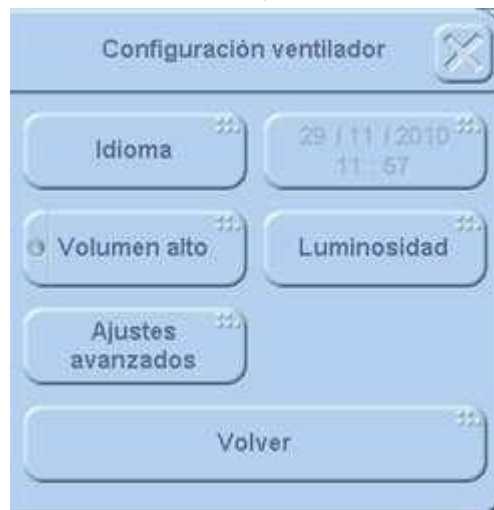 Configuración ventilador
Idioma
29 / 11 / 2010
11 : 57
Volumen alto
Luminosidad
Ajustes
avanzados
Volver